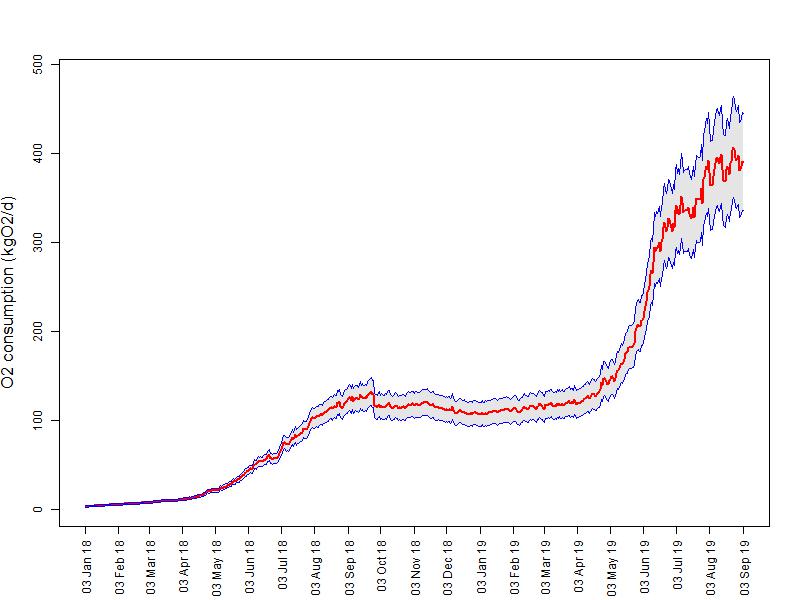 O2 consumption (kgO2/d)
500
400
300
200
100
0
03 Jan 18
03 Feb 18
03 Mar 18
03 Apr 18
03 May 18
03 Jun 18
03 Jul 18
03 Aug 18
03 Sep 18
03 Oct 18
03 Nov 18
03 Dec 18
03 Jan 19
03 Feb 19
03 Mar 19
03 Apr 19
03 May 19
03 Jun 19
03 Jul 19
03 Aug 19
03 Sep 19